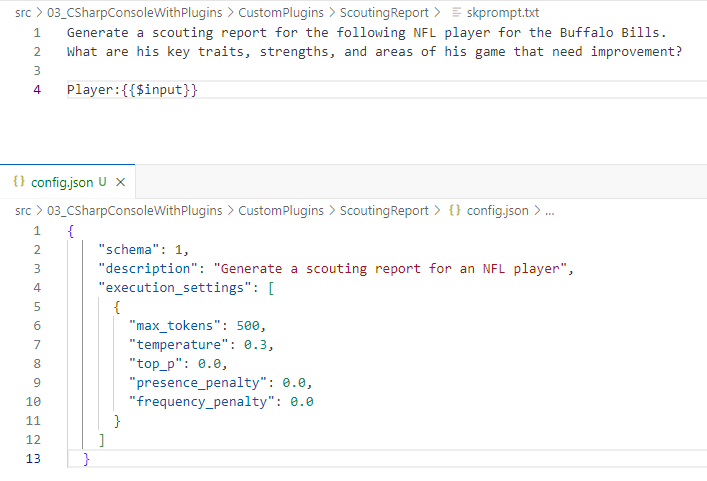 src > 03_CSharpConsoleWithPlugins > CustomPlugins > ScoutingReport > skprompt.txt
1 Generate a scouting report for the following NFL player for the Buffalo Bills.
2 What are his key traits, strengths, and areas of his game that need improvement?
3
4 Player:{{$input}}
{} config.json U ×
src > 03_CSharpConsoleWithPlugins > CustomPlugins > ScoutingReport > {} config.json > ...
1 {
2 "schema": 1,
3 "description": "Generate a scouting report for an NFL player",
4 "execution_settings": [
5 {
6 "max_tokens": 500,
7 "temperature": 0.3,
8 "top_p": 0.0,
9 "presence_penalty": 0.0,
10 "frequency_penalty": 0.0
11 }
12 ]
13 }